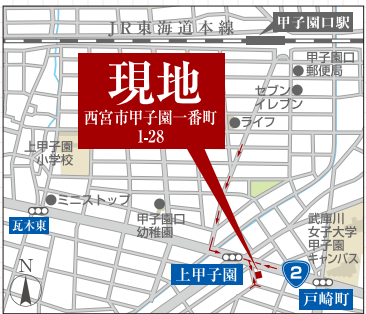 JR東海道本線
甲子園口駅
甲子園口
郵便局
セブン
イレブン
ライフ
現地
西宮市甲子園一番町
1-28
上甲子園
小学校
ミニストップ
瓦木東
甲子園口
幼稚園
武庫川
女子大学
甲子園
キャンパス
上甲子園
2
戸崎町
N